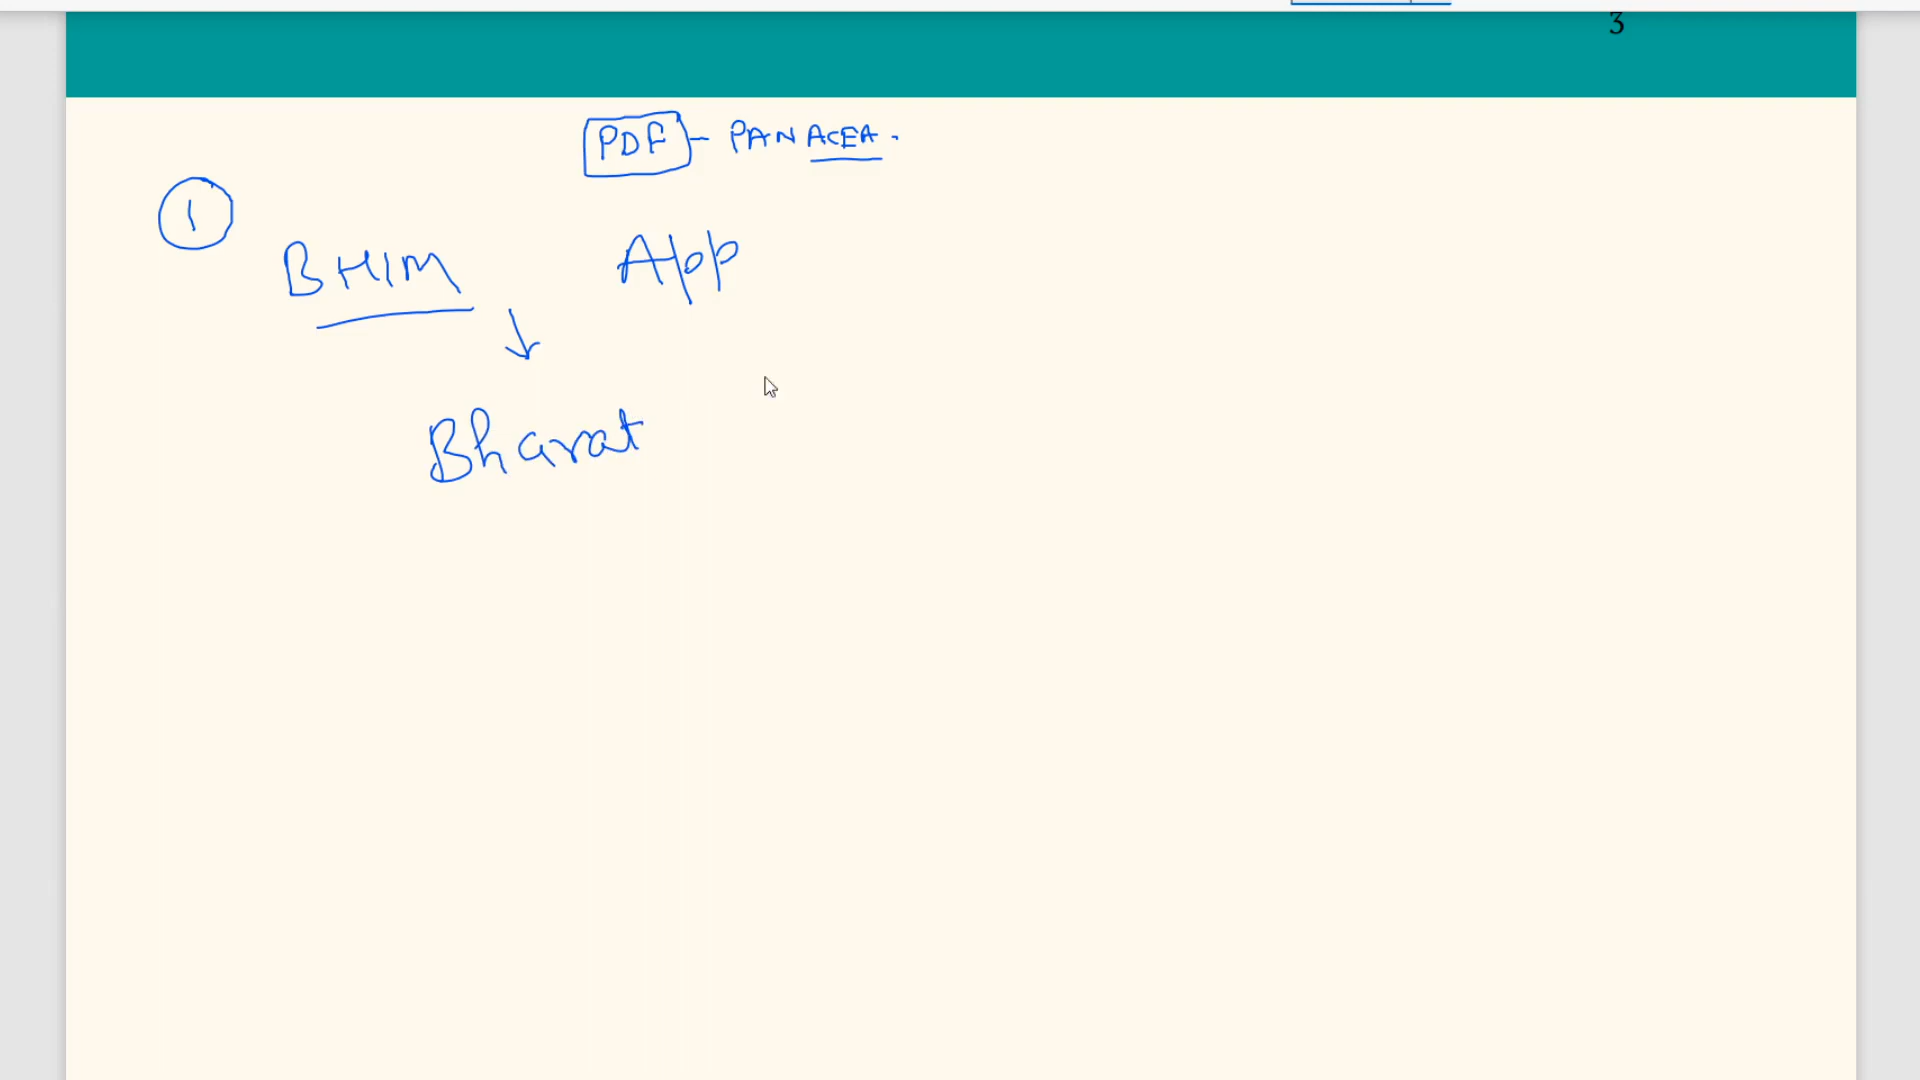 3
PDF - PANACEA.
1
BHIM App
↓
Bharat